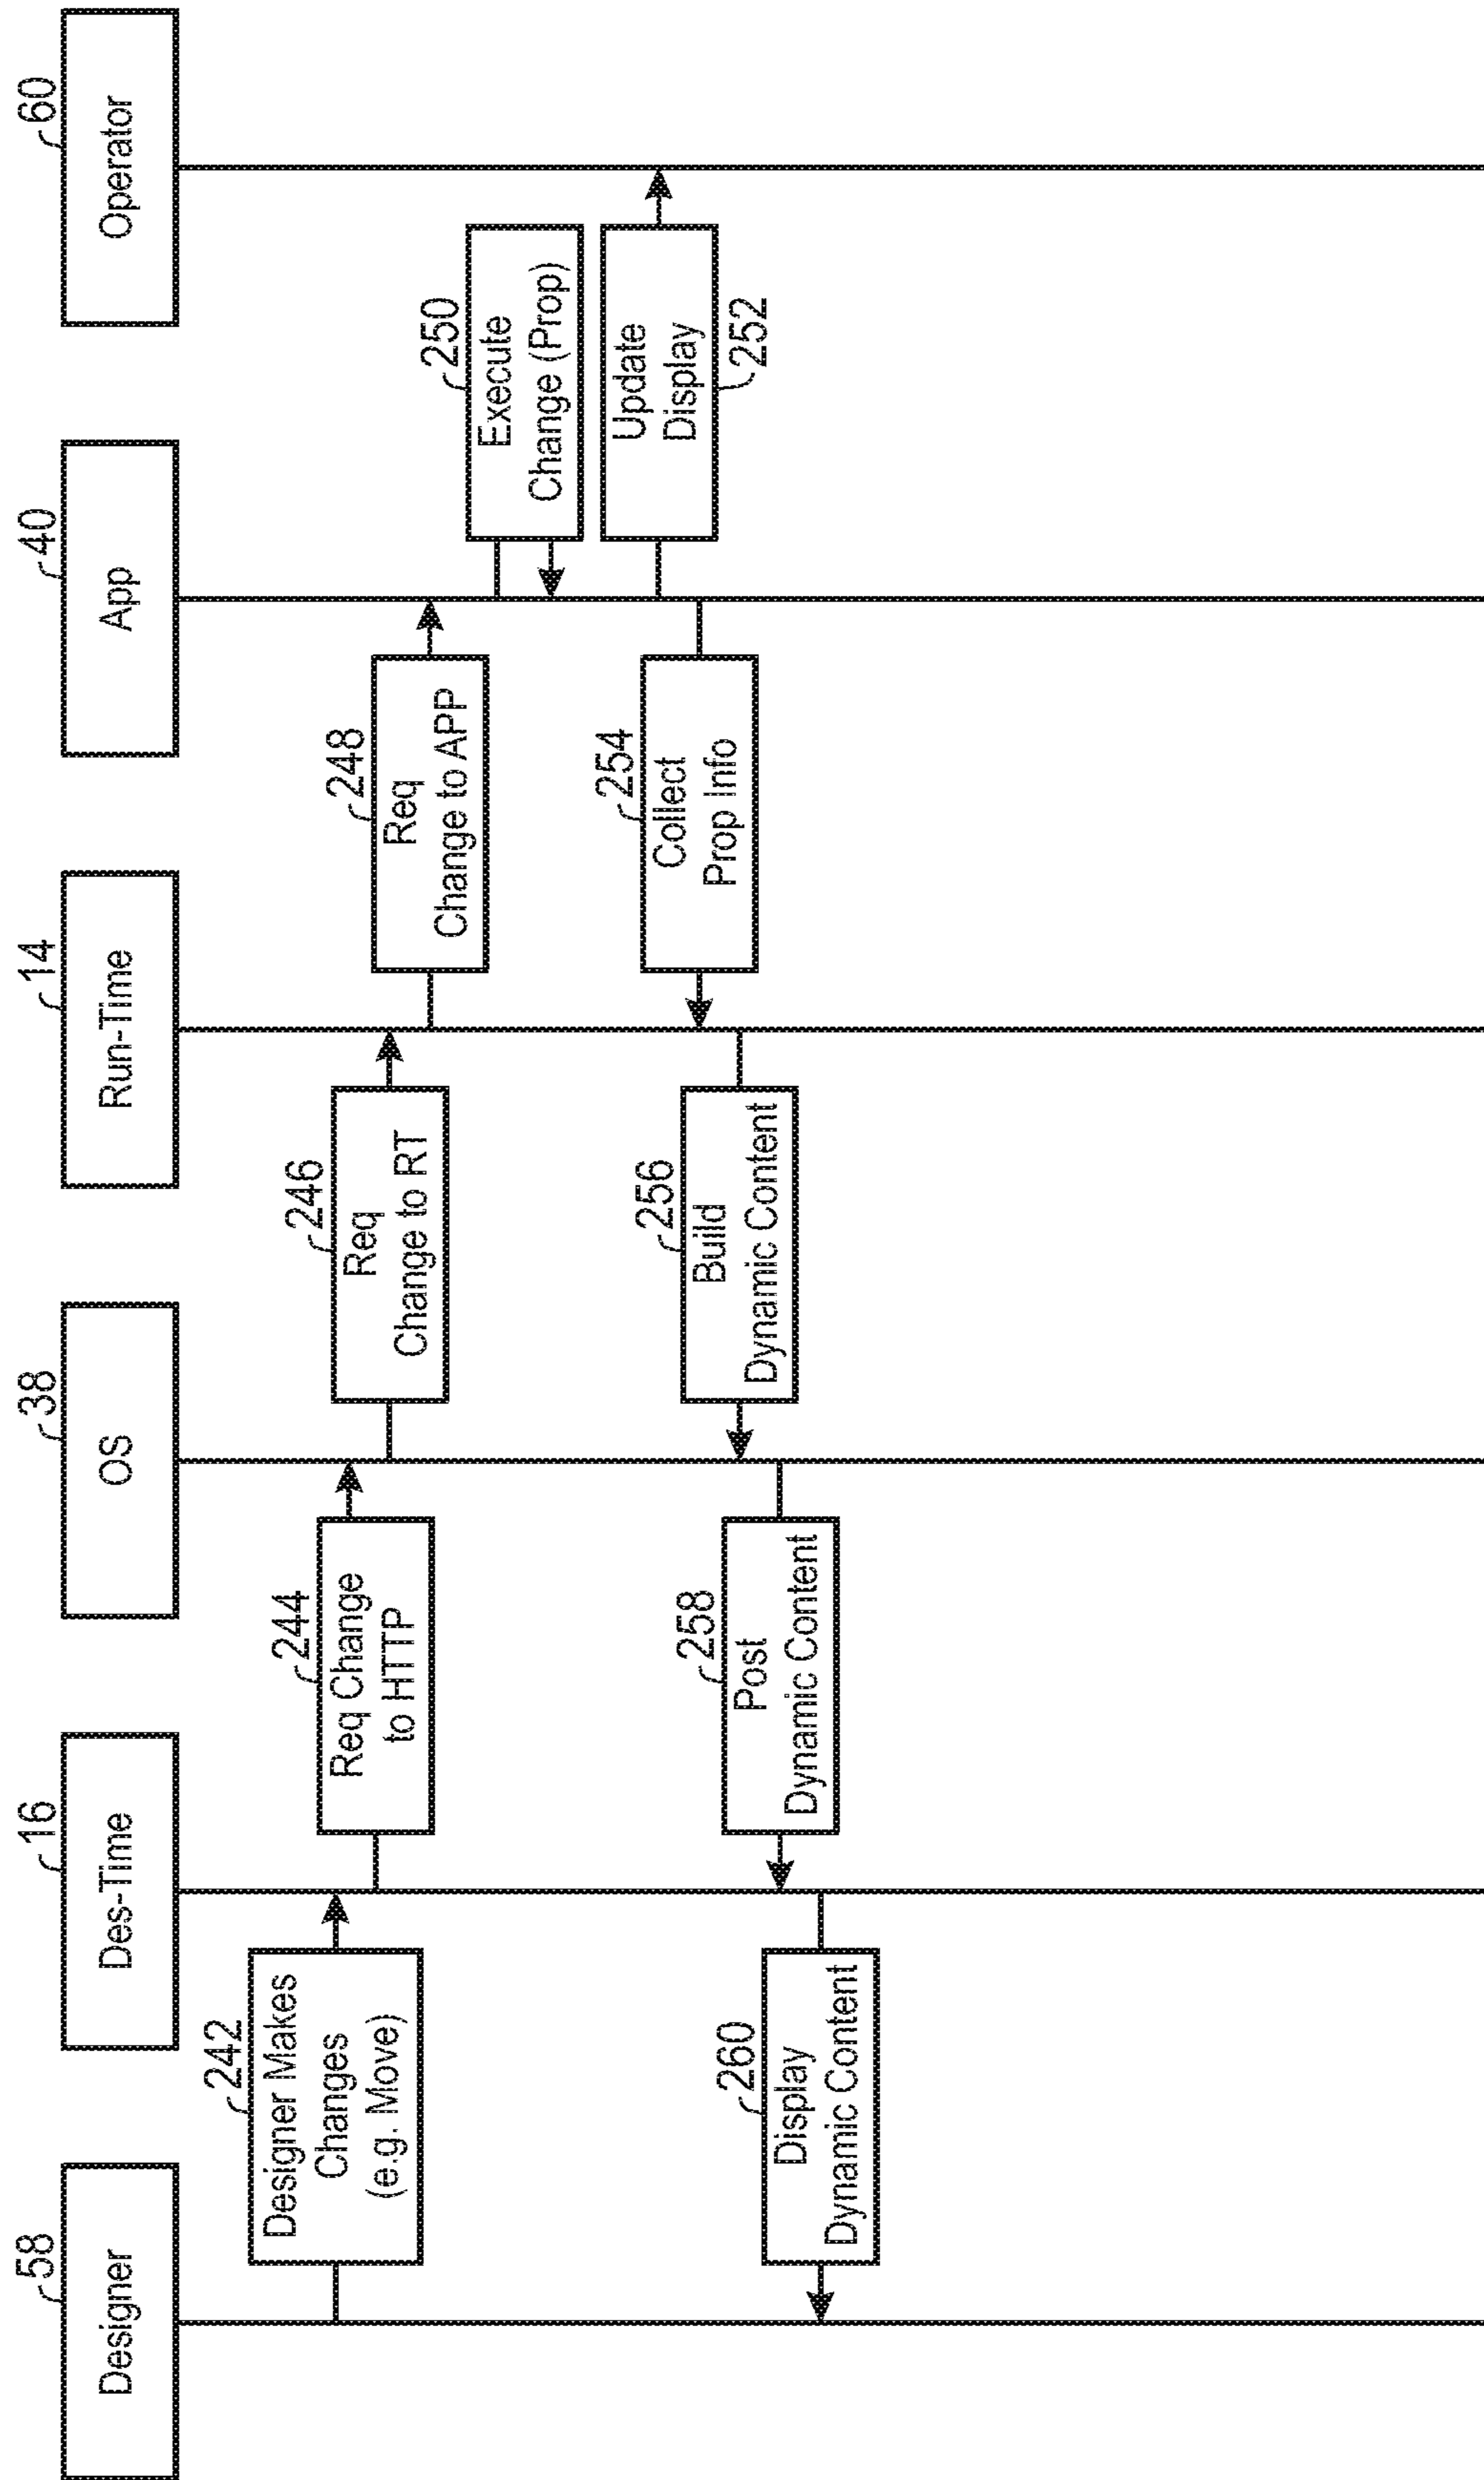 58
Designer
16
Des-Time
38
OS
14
Run-Time
40
App
60
Operator
242
Designer Makes
Changes
(e.g. Move)
244
Req Change
to HTTP
246
Req
Change to RT
248
Req
Change to APP
250
Execute
Change (Prop)
Update
Display
252
254
Collect
Prop Info
256
Build
Dynamic Content
258
Post
Dynamic Content
260
Display
Dynamic Content